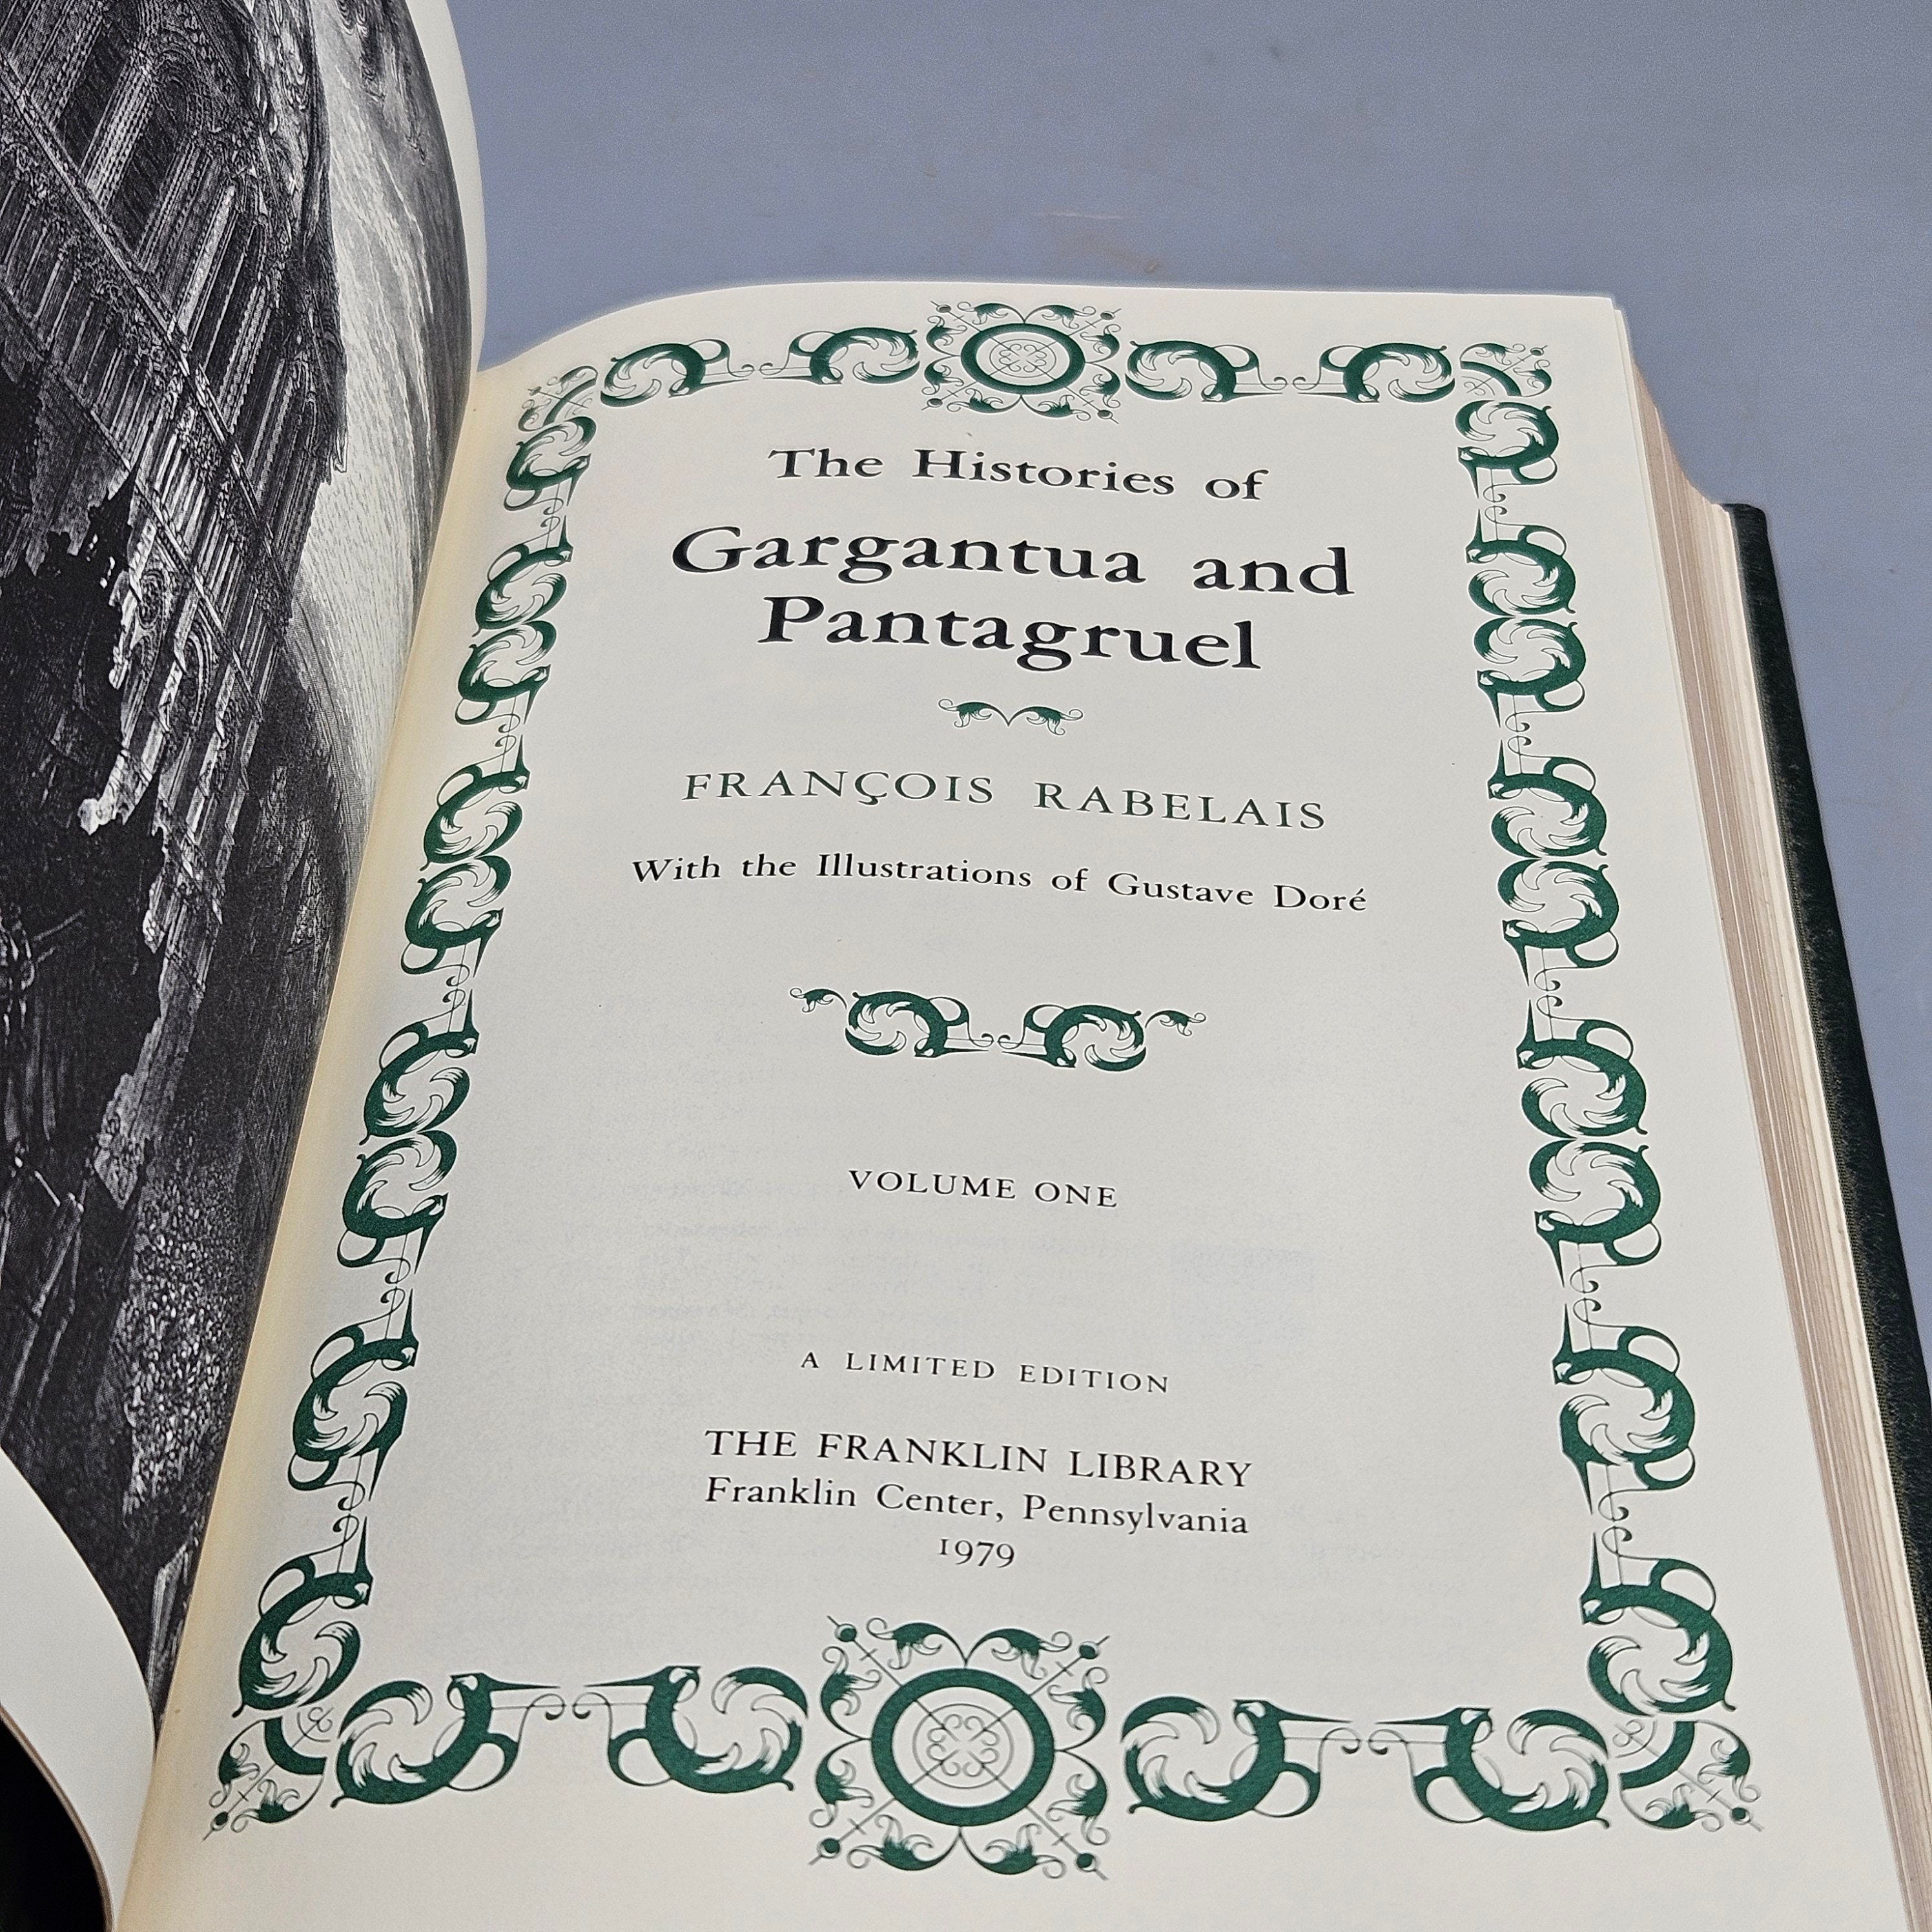 The Histories of
Gargantua and
Pantagruel
FRANÇOIS RABELAIS
With the Illustrations of Gustave Doré
VOLUME ONE
A LIMITED EDITION
THE FRANKLIN LIBRARY
Franklin Center, Pennsylvania
1979